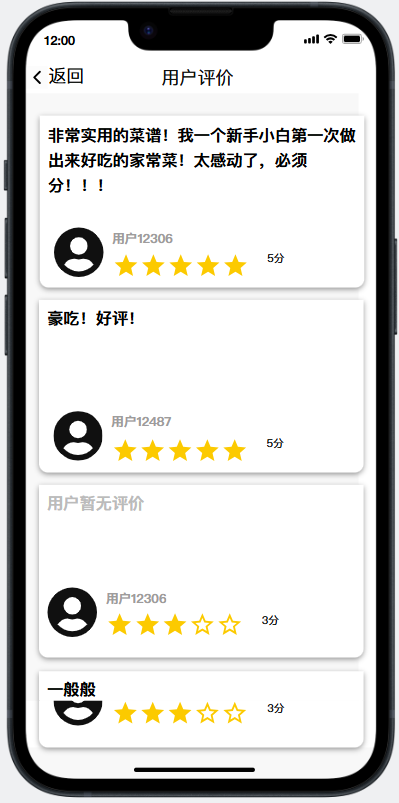 12:00
返回 用户评价
非常实用的菜谱！我一个新手小白第一次做
出来好吃的家常菜！太感动了，必须
分！！！
用户12306
5分
豪吃！好评！
用户12487
5分
用户暂无评价
用户12306
3分
一般般
3分